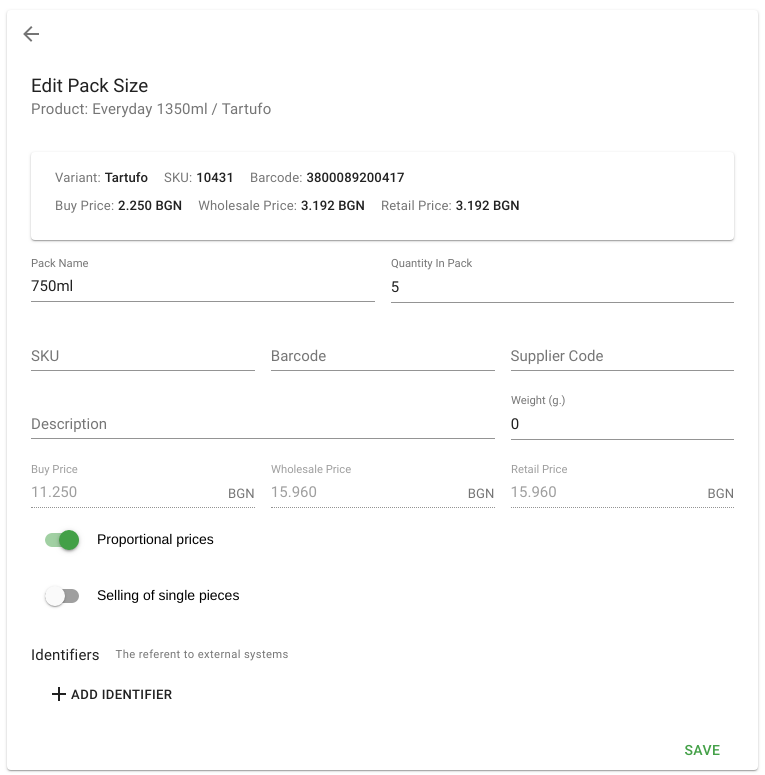 Edit Pack Size
Product: Everyday 1350ml / Tartufo
Variant: Tartufo SKU: 10431 Barcode: 3800089200417
Buy Price: 2.250 BGN Wholesale Price: 3.192 BGN Retail Price: 3.192 BGN
Pack Name Quantity In Pack
750ml 5
SKU Barcode Supplier Code
Weight (g.)
Description 0
Buy Price Wholesale Price Retail Price
11.250 BGN 15.960 BGN 15.960 BGN
Proportional prices
Selling of single pieces
Identifiers The referent to external systems
ADD IDENTIFIER
SAVE